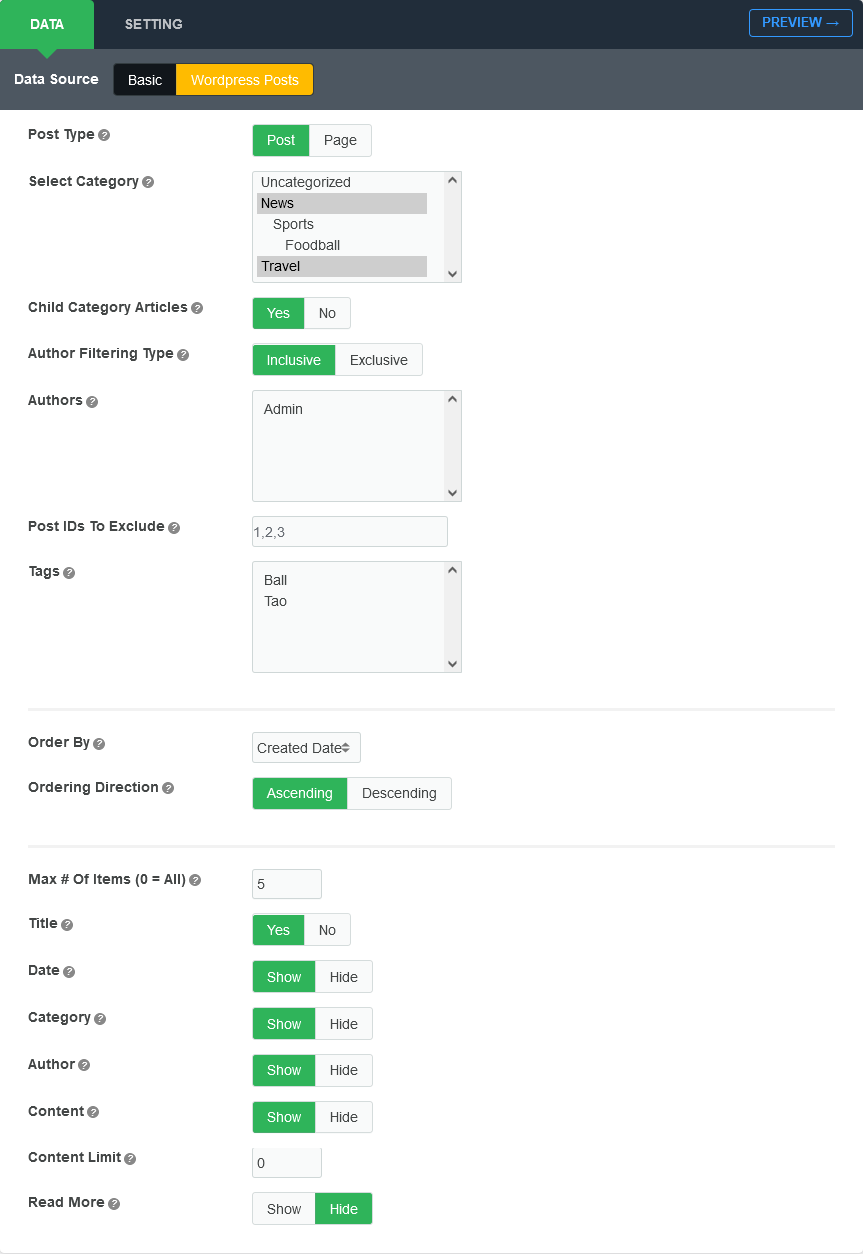 DATA SETTING PREVIEW →
Data Source Basic Wordpress Posts
Post Type ? Post Page
Select Category ? Uncategorized
News
Sports
Foodball
Travel
Child Category Articles ? Yes No
Author Filtering Type ? Inclusive Exclusive
Authors ? Admin
Post IDs To Exclude ? 1,2,3
Tags ? Ball
Tao
Order By ? Created Date
Ordering Direction ? Ascending Descending
Max # Of Items (0 = All) ? 5
Title ? Yes No
Date ? Show Hide
Category ? Show Hide
Author ? Show Hide
Content ? Show Hide
Content Limit ? 0
Read More ? Show Hide